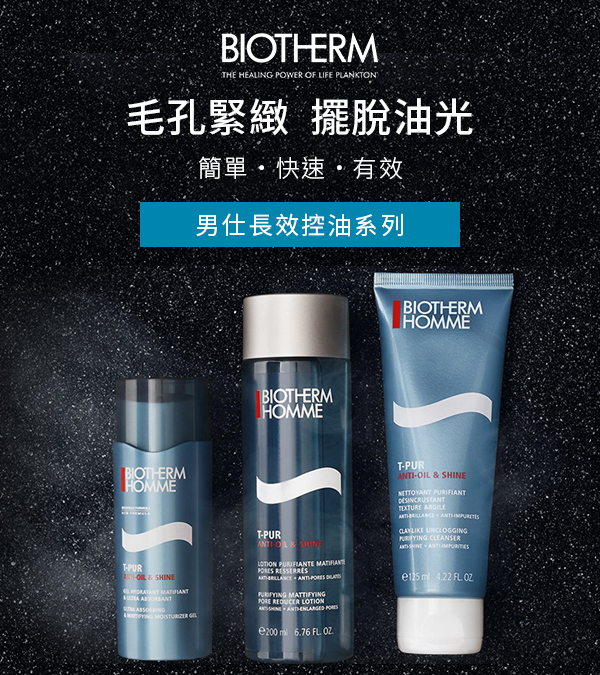 BIOTHERM
THE HEALING POWER OF LIFE PLANKTON
毛孔緊緻 擺脫油光
簡單・快速・有效
男仕長效控油系列
BIOTHERM
HOMME
T-PUR
ANTI-OIL & SHINE
GEL HYDRATANT MATIFIANT
& ULTRA ABSORBANT
ULTRA ABSORBING
& MATTIFYING MOISTURIZER GEL
BIOTHERM
HOMME
T-PUR
ANTI-OIL & SHINE
LOTION PURIFIANTE MATIFIANTE
PORES RESSERRÉS
ANTI-BRILLANCE - ANTI-PORES DILATÉS
PURIFYING MATTIFYING
PORE REDUCER LOTION
ANTI-SHINE - ANTI-ENLARGED PORES
℮200 ml 6.76 FL. OZ.
BIOTHERM
HOMME
T-PUR
ANTI-OIL & SHINE
NETTOYANT PURIFIANT
DÉSINCRUSTANT
TEXTURE ARGILE
ANTI-BRILLANCE - ANTI-IMPURETÉS
CLAY-LIKE UNCLOGGING
PURIFYING CLEANSER
ANTI-SHINE - ANTI-IMPURITIES
℮125 ml 4.22 FL. OZ.